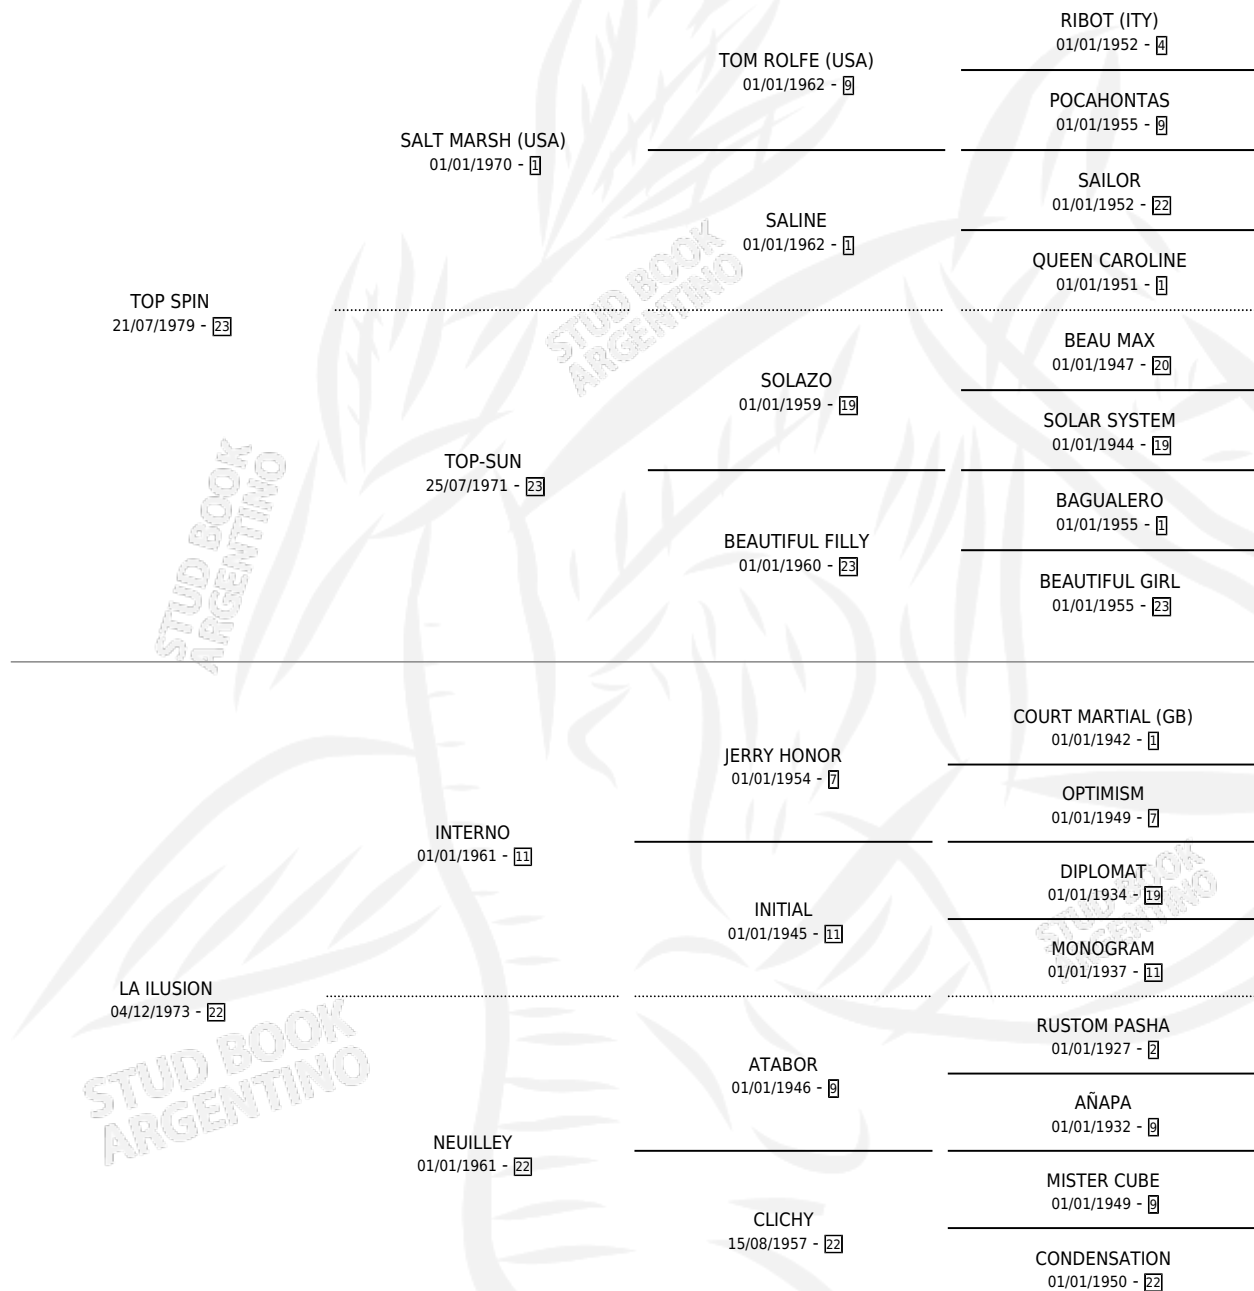 RIBOT (ITY)
01/01/1952 - 4
TOM ROLFE (USA)
01/01/1962 - 9
POCAHONTAS
01/01/1955 - 9
SALT MARSH (USA)
01/01/1970 - 1
SAILOR
01/01/1952 - 22
SALINE
01/01/1962 - 1
QUEEN CAROLINE
01/01/1951 - 1
TOP SPIN
21/07/1979 - 23
BEAU MAX
01/01/1947 - 20
SOLAZO
01/01/1959 - 19
SOLAR SYSTEM
01/01/1944 - 19
TOP-SUN
25/07/1971 - 23
BAGUALERO
01/01/1955 - 1
BEAUTIFUL FILLY
01/01/1960 - 23
BEAUTIFUL GIRL
01/01/1955 - 23
COURT MARTIAL (GB)
01/01/1942 - 1
JERRY HONOR
01/01/1954 - 7
OPTIMISM
01/01/1949 - 7
INTERNO
01/01/1961 - 11
DIPLOMAT
01/01/1934 - 19
INITIAL
01/01/1945 - 11
MONOGRAM
01/01/1937 - 11
LA ILUSION
04/12/1973 - 22
RUSTOM PASHA
01/01/1927 - 2
ATABOR
01/01/1946 - 9
AÑAPA
01/01/1932 - 9
NEUILLEY
01/01/1961 - 22
MISTER CUBE
01/01/1949 - 9
CLICHY
15/08/1957 - 22
CONDENSATION
01/01/1950 - 22
STUD BOOK
ARGENTINO
STUD BOOK
ARGENTINO
STUD BOOK
ARGENTINO
STUD BOOK
ARGENTINO